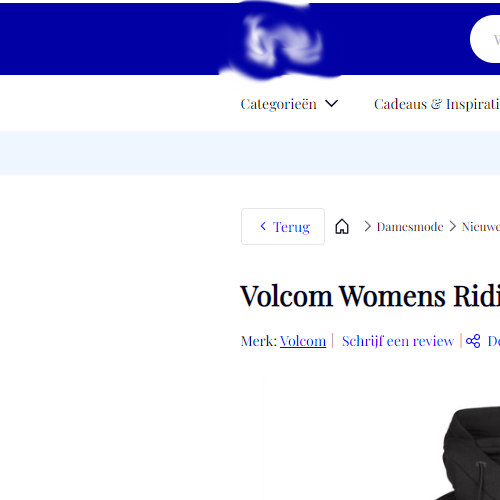 Categorieën
Cadeaus & Inspirati
Terug
Damesmode
Nieuwe
Volcom Womens Ridi
Merk: Volcom | Schrijf een review | De